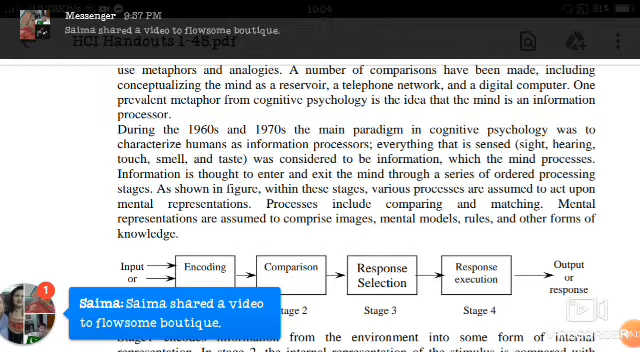 Messenger 9:57 PM
10:04
81%
Saima shared a video to flowsome boutique.
HCI Handouts 1-45.pdf
use metaphors and analogies. A number of comparisons have been made, including
conceptualizing the mind as a reservoir, a telephone network, and a digital computer. One
prevalent metaphor from cognitive psychology is the idea that the mind is an information
processor.
During the 1960s and 1970s the main paradigm in cognitive psychology was to
characterize humans as information processors; everything that is sensed (sight, hearing,
touch, smell, and taste) was considered to be information, which the mind processes.
Information is thought to enter and exit the mind through a series of ordered processing
stages. As shown in figure, within these stages, various processes are assumed to act upon
mental representations. Processes include comparing and matching. Mental
representations are assumed to comprise images, mental models, rules, and other forms of
knowledge.
Input
or
Encoding
Comparison
Response
Selection
Response
execution
Output
or
response
1
Saima: Saima shared a video
to flowsome boutique.
Stage 2
Stage 3
Stage 4
encodes information from the environment into some form of internal
representation. In stage 2, the internal representation of the stimulus is compared with